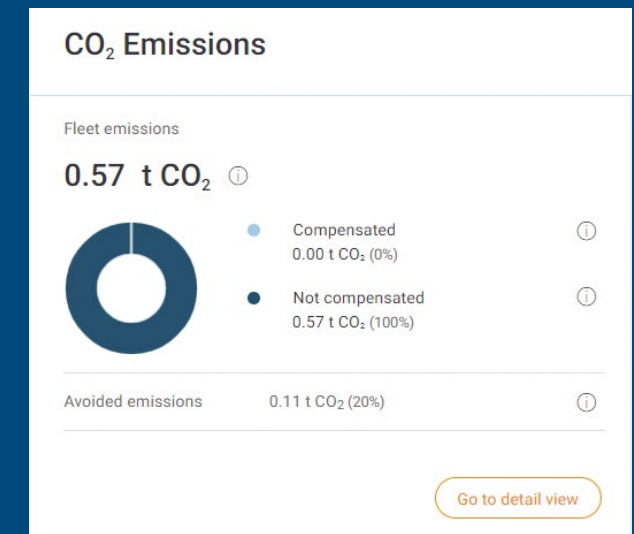 CO₂ Emissions
Fleet emissions
0.57 t CO₂
Compensated
0.00 t CO₂ (0%)
Not compensated
0.57 t CO₂ (100%)
Avoided emissions 0.11 t CO₂ (20%)
Go to detail view